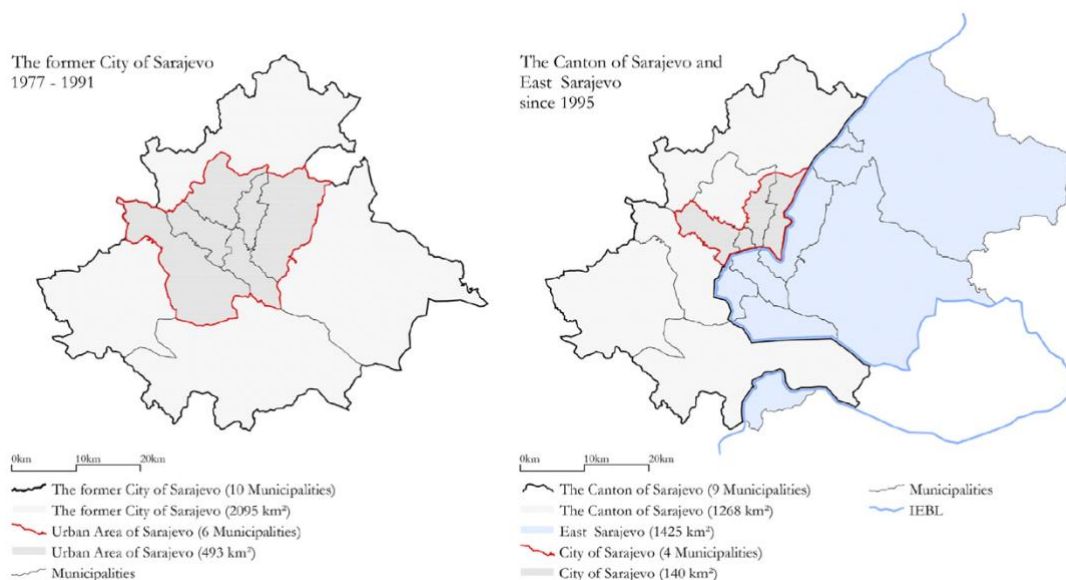 The former City of Sarajevo
1977 - 1991
0km 10km 20km
The former City of Sarajevo (10 Municipalities)
The former City of Sarajevo (2095 km²)
Urban Area of Sarajevo (6 Municipalities)
Urban Area of Sarajevo (493 km²)
Municipalities
The Canton of Sarajevo and
East Sarajevo
since 1995
0km 10km 20km
The Canton of Sarajevo (9 Municipalities)
The Canton of Sarajevo (1268 km²)
East Sarajevo (1425 km²)
City of Sarajevo (4 Municipalities)
City of Sarajevo (140 km²)
Municipalities
IEBL